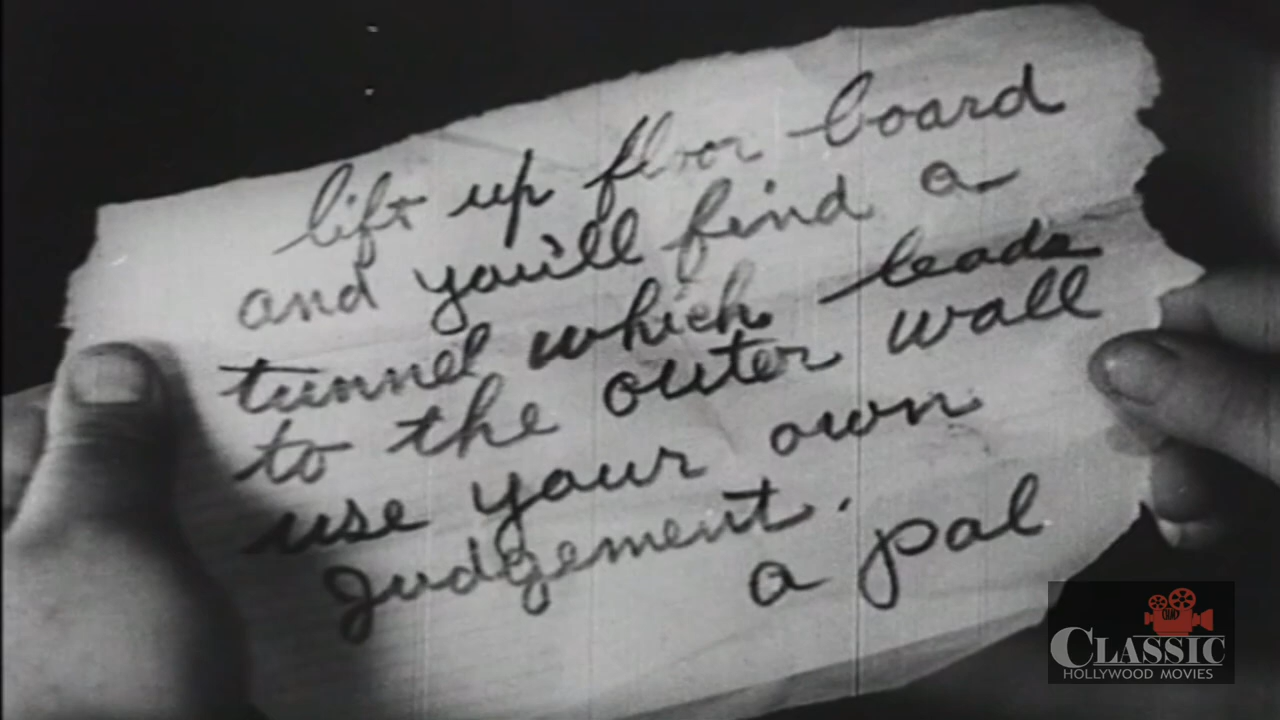 lift up floor board
and you'll find a
tunnel which leads
to the outer wall
use your own
judgement.
a pal
CLASSIC
HOLLYWOOD MOVIES